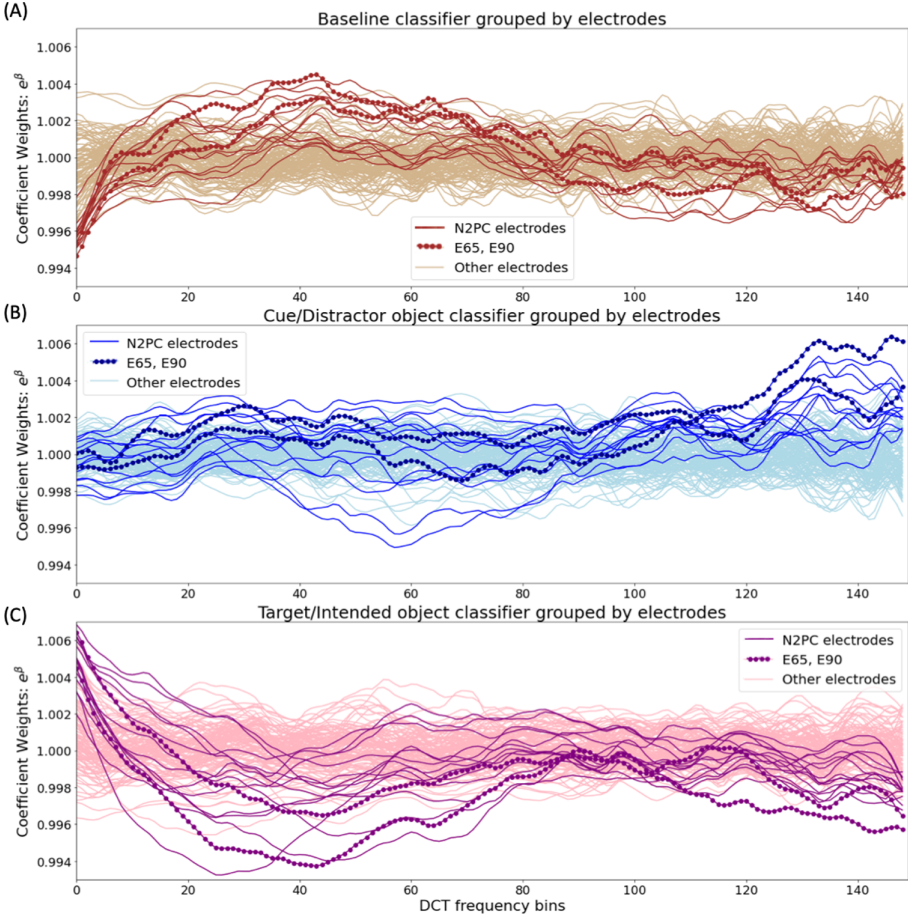 (A)
Baseline classifier grouped by electrodes
Coefficient Weights: e^β
1.006
1.004
1.002
1.000
0.998
0.996
0.994
N2PC electrodes
E65, E90
Other electrodes
0 20 40 60 80 100 120 140
(B)
Cue/Distractor object classifier grouped by electrodes
Coefficient Weights: e^β
1.006
1.004
1.002
1.000
0.998
0.996
0.994
N2PC electrodes
E65, E90
Other electrodes
0 20 40 60 80 100 120 140
(C)
Target/Intended object classifier grouped by electrodes
Coefficient Weights: e^β
1.006
1.004
1.002
1.000
0.998
0.996
0.994
N2PC electrodes
E65, E90
Other electrodes
0 20 40 60 80 100 120 140
DCT frequency bins